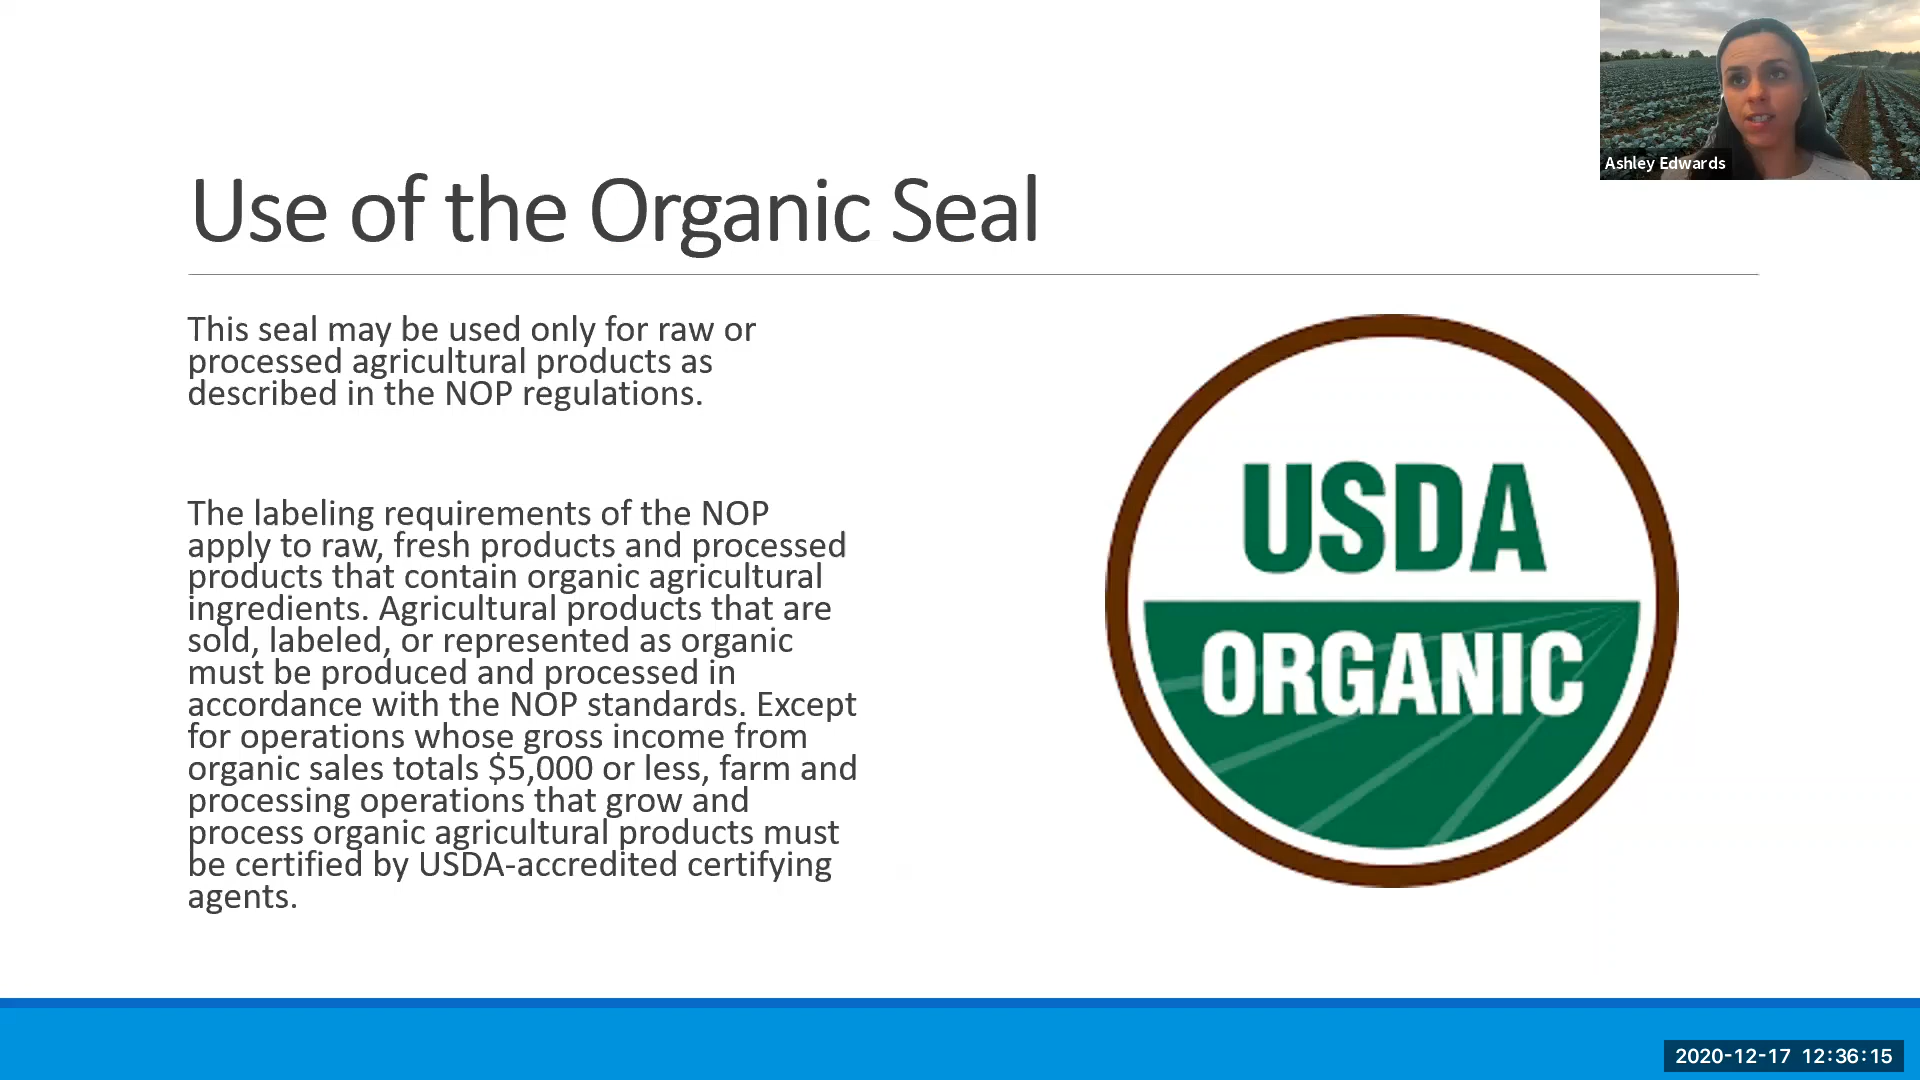 Ashley Edwards
Use of the Organic Seal
This seal may be used only for raw or
processed agricultural products as
described in the NOP regulations.
The labeling requirements of the NOP
apply to raw, fresh products and processed
products that contain organic agricultural
ingredients. Agricultural products that are
sold, labeled, or represented as organic
must be produced and processed in
accordance with the NOP standards. Except
for operations whose gross income from
organic sales totals $5,000 or less, farm and
processing operations that grow and
process organic agricultural products must
be certified by USDA-accredited certifying
agents.
USDA
ORGANIC
2020-12-17 12:36:15